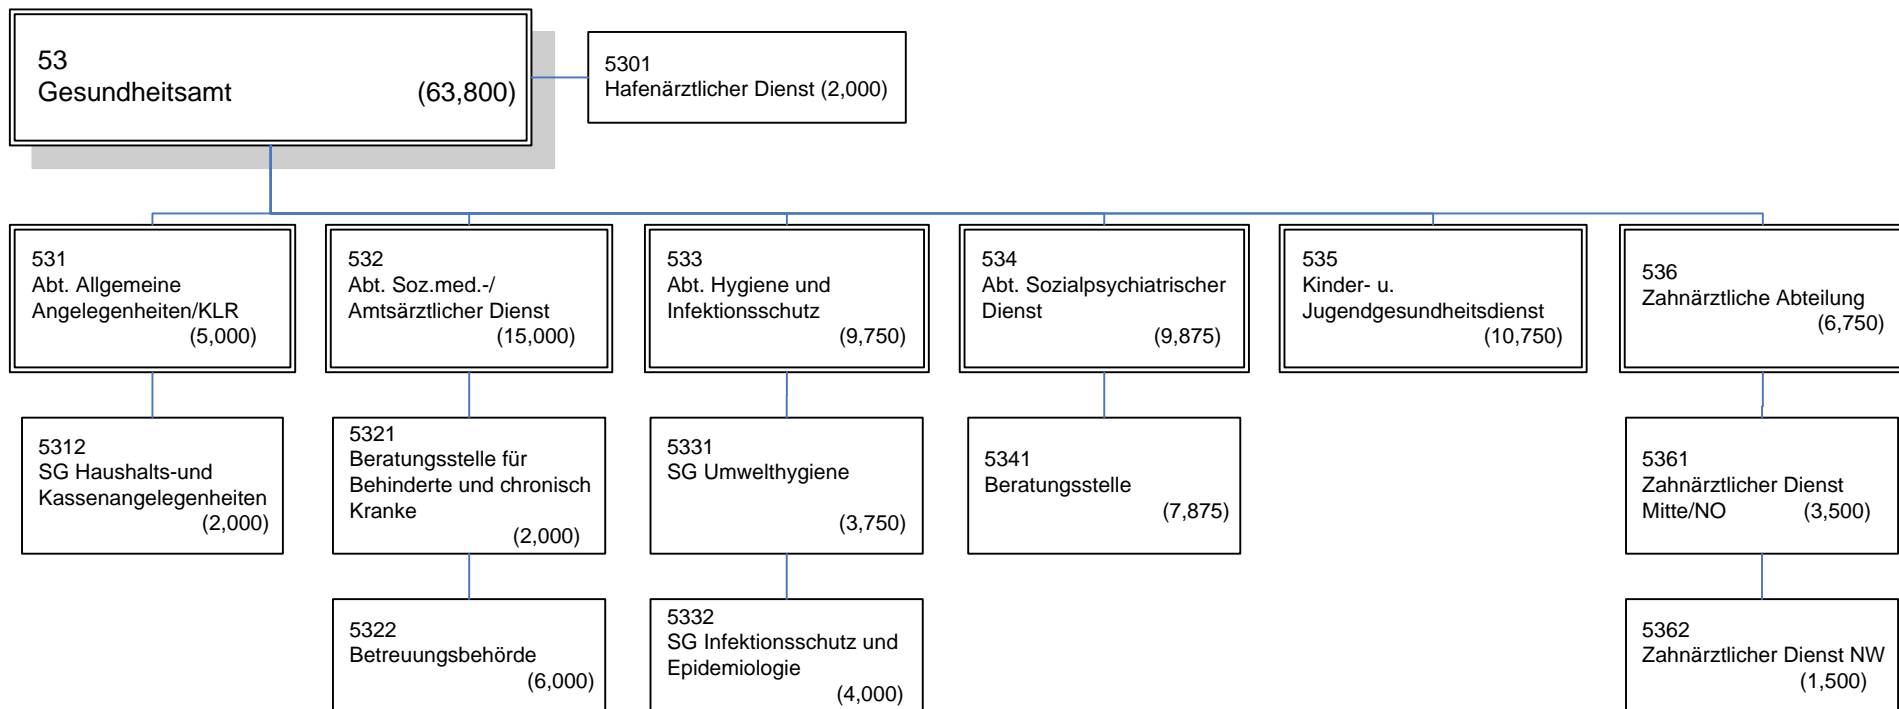 53
Gesundheitsamt (63,800)
5301
Hafenärztlicher Dienst (2,000)
531
Abt. Allgemeine
Angelegenheiten/KLR
(5,000)
532
Abt. Soz.med.-/
Amtsärztlicher Dienst
(15,000)
533
Abt. Hygiene und
Infektionsschutz
(9,750)
534
Abt. Sozialpsychiatrischer
Dienst
(9,875)
535
Kinder- u.
Jugendgesundheitsdienst
(10,750)
536
Zahnärztliche Abteilung
(6,750)
5312
SG Haushalts-und
Kassenangelegenheiten
(2,000)
5321
Beratungsstelle für
Behinderte und chronisch
Kranke
(2,000)
5331
SG Umwelthygiene
(3,750)
5341
Beratungsstelle
(7,875)
5361
Zahnärztlicher Dienst
Mitte/NO (3,500)
5322
Betreuungsbehörde
(6,000)
5332
SG Infektionsschutz und
Epidemiologie
(4,000)
5362
Zahnärztlicher Dienst NW
(1,500)